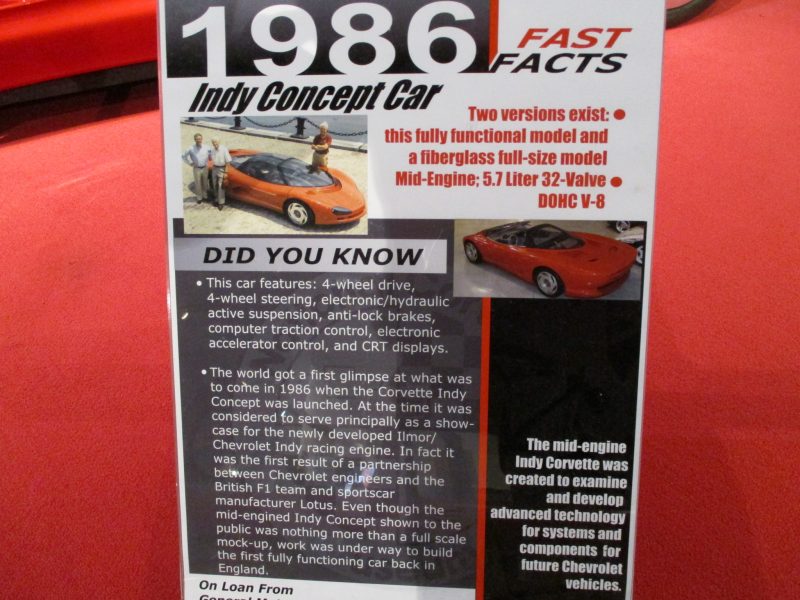 1986
FAST
FACTS
Indy Concept Car
Two versions exist: •
this fully functional model and
a fiberglass full-size model
Mid-Engine; 5.7 Liter 32-Valve •
DOHC V-8
DID YOU KNOW
• This car features: 4-wheel drive,
4-wheel steering, electronic/hydraulic
active suspension, anti-lock brakes,
computer traction control, electronic
accelerator control, and CRT displays.
• The world got a first glimpse at what was
to come in 1986 when the Corvette Indy
Concept was launched. At the time it was
considered to serve principally as a show-
case for the newly developed Ilmor/
Chevrolet Indy racing engine. In fact it
was the first result of a partnership
between Chevrolet engineers and the
British F1 team and sportscar
manufacturer Lotus. Even though the
mid-engined Indy Concept shown to the
public was nothing more than a full scale
mock-up, work was under way to build
the first fully functioning car back in
England.
The mid-engine
Indy Corvette was
created to examine
and develop
advanced technology
for systems and
components for
future Chevrolet
vehicles.
On Loan From
General